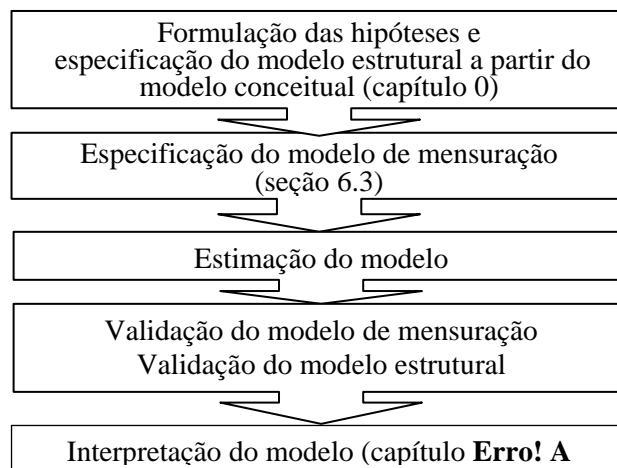 Formulação das hipóteses e
especificação do modelo estrutural a partir do
modelo conceitual (capítulo 0)
Especificação do modelo de mensuração
(seção 6.3)
Estimação do modelo
Validação do modelo de mensuração
Validação do modelo estrutural
Interpretação do modelo (capítulo Erro! A